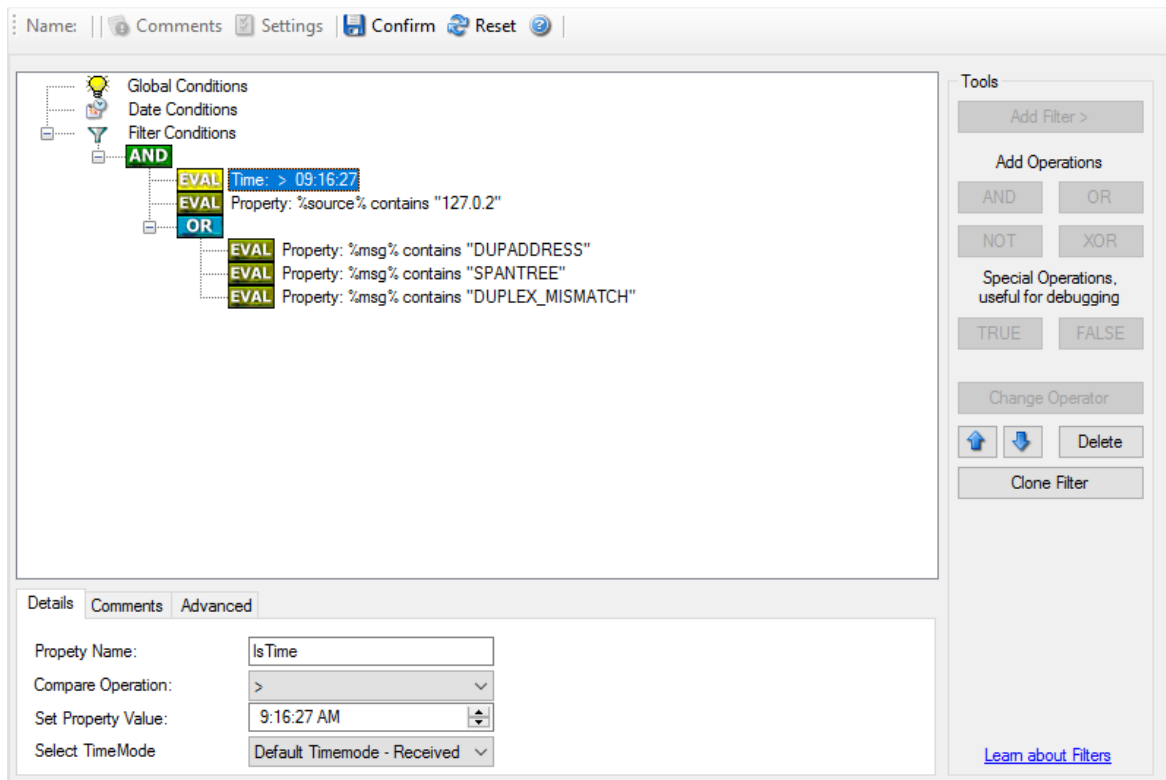 Name: Comments Settings Confirm Reset
Global Conditions
Date Conditions
Filter Conditions
AND
EVAL Time: > 09:16:27
EVAL Property: %source% contains "127.0.2"
OR
EVAL Property: %msg% contains "DUPADDRESS"
EVAL Property: %msg% contains "SPANTREE"
EVAL Property: %msg% contains "DUPLEX_MISMATCH"
Tools
Add Filter >
Add Operations
AND OR
NOT XOR
Special Operations,
useful for debugging
TRUE FALSE
Change Operator
Delete
Clone Filter
Learn about Filters
Details Comments Advanced
Propety Name: IsTime
Compare Operation: >
Set Property Value: 9:16:27 AM
Select TimeMode Default Timemode - Received